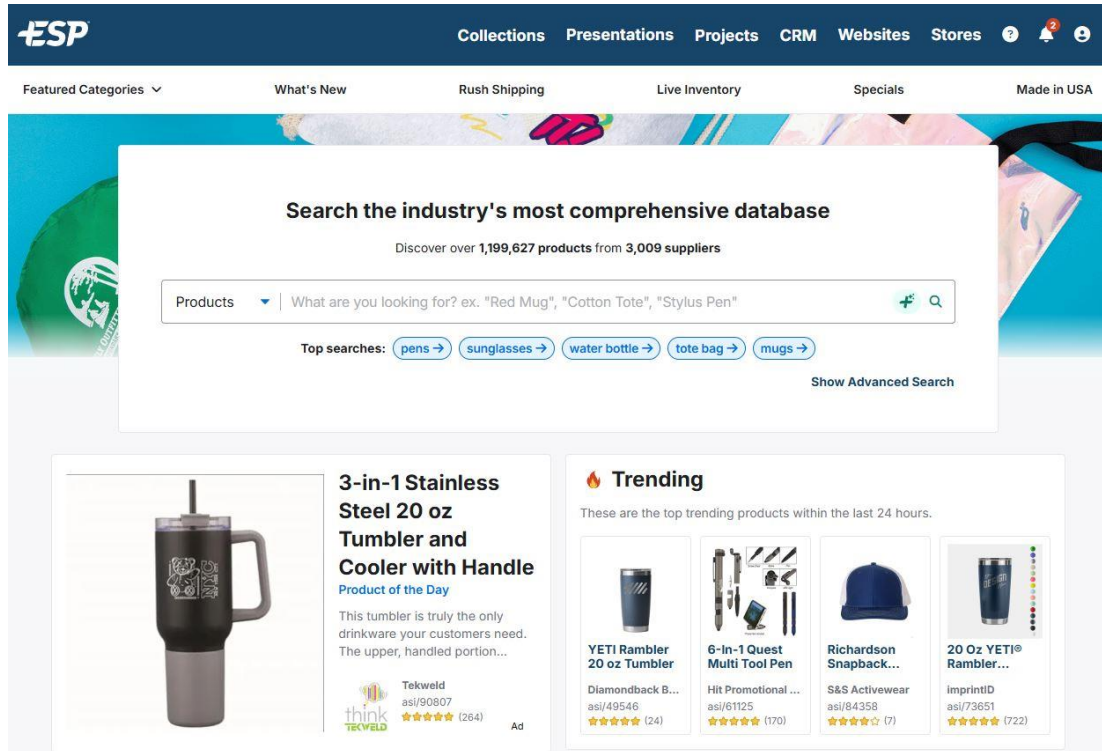 ESP
Collections Presentations Projects CRM Websites Stores ? 2
Featured Categories What's New Rush Shipping Live Inventory Specials Made in USA
Search the industry's most comprehensive database
Discover over 1,199,627 products from 3,009 suppliers
Products What are you looking for? ex. "Red Mug", "Cotton Tote", "Stylus Pen"
Top searches: pens → sunglasses → water bottle → tote bag → mugs →
Show Advanced Search
3-in-1 Stainless
Steel 20 oz
Tumbler and
Cooler with Handle
Product of the Day
This tumbler is truly the only
drinkware your customers need.
The upper, handled portion...
NYC
think
TEKWELD
Tekweld
asi/90807
(264)
Ad
Trending
These are the top trending products within the last 24 hours.
YETI Rambler
20 oz Tumbler
Diamondback B...
asi/49546
(24)
6-In-1 Quest
Multi Tool Pen
Hit Promotional ...
asi/61125
(170)
Richardson
Snapback...
S&S Activewear
asi/84358
(7)
DESIGN
20 Oz YETI®
Rambler...
imprintID
asi/73651
(722)